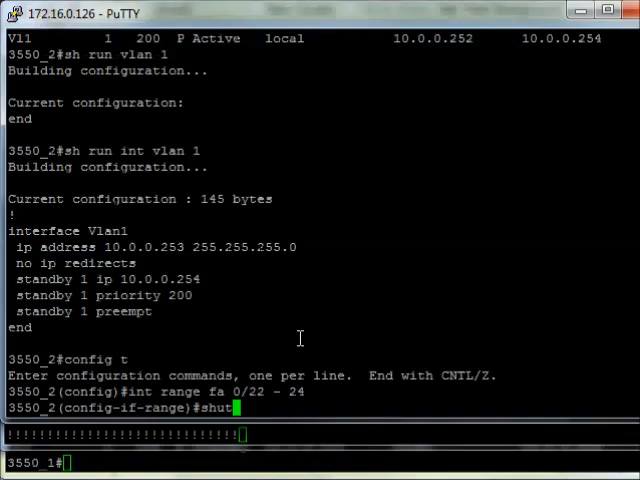 172.16.0.126 - PuTTY
Vl1 1 200 P Active local 10.0.0.252 10.0.0.254
3550_2#sh run vlan 1
Building configuration...
Current configuration:
end
3550_2#sh run int vlan 1
Building configuration...
Current configuration : 145 bytes
!
interface Vlan1
ip address 10.0.0.253 255.255.255.0
no ip redirects
standby 1 ip 10.0.0.254
standby 1 priority 200
standby 1 preempt
end
3550_2#config t
Enter configuration commands, one per line. End with CNTL/Z.
3550_2(config)#int range fa 0/22 - 24
3550_2(config-if-range)#shut
!!!!!!!!!!!!!!!!!!!!!!!!!!!!!
3550_1#